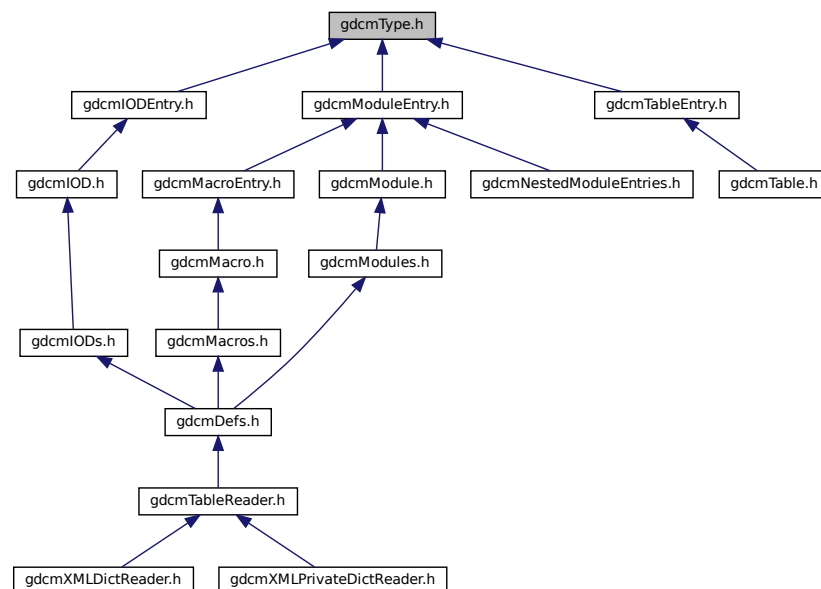 gdcmType.h
gdcmIODEntry.h
gdcmModuleEntry.h
gdcmTableEntry.h
gdcmIOD.h
gdcmMacroEntry.h
gdcmModule.h
gdcmNestedModuleEntries.h
gdcmTable.h
gdcmMacro.h
gdcmModules.h
gdcmIODs.h
gdcmMacros.h
gdcmDefs.h
gdcmTableReader.h
gdcmXMLDictReader.h
gdcmXMLPrivateDictReader.h